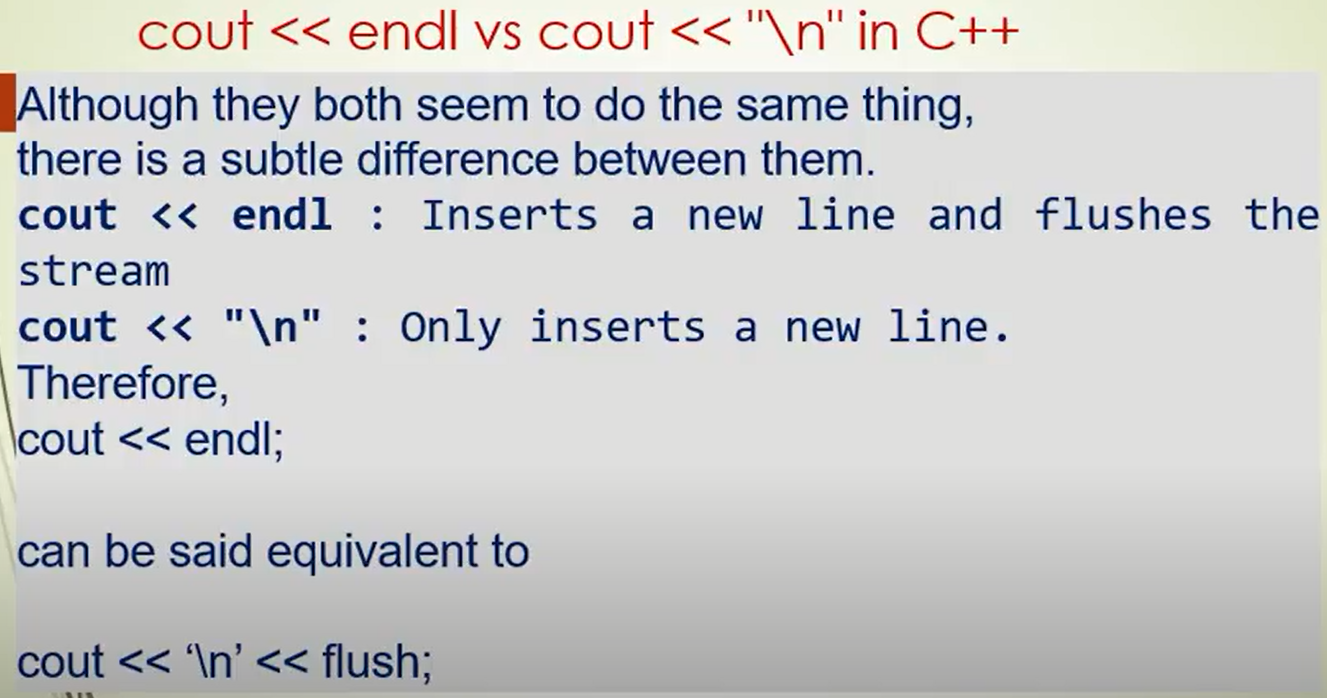 cout << endl vs cout << "\n" in C++
Although they both seem to do the same thing,
there is a subtle difference between them.
cout << endl : Inserts a new line and flushes the
stream
cout << "\n" : Only inserts a new line.
Therefore,
cout << endl;
can be said equivalent to
cout << ‘\n’ << flush;